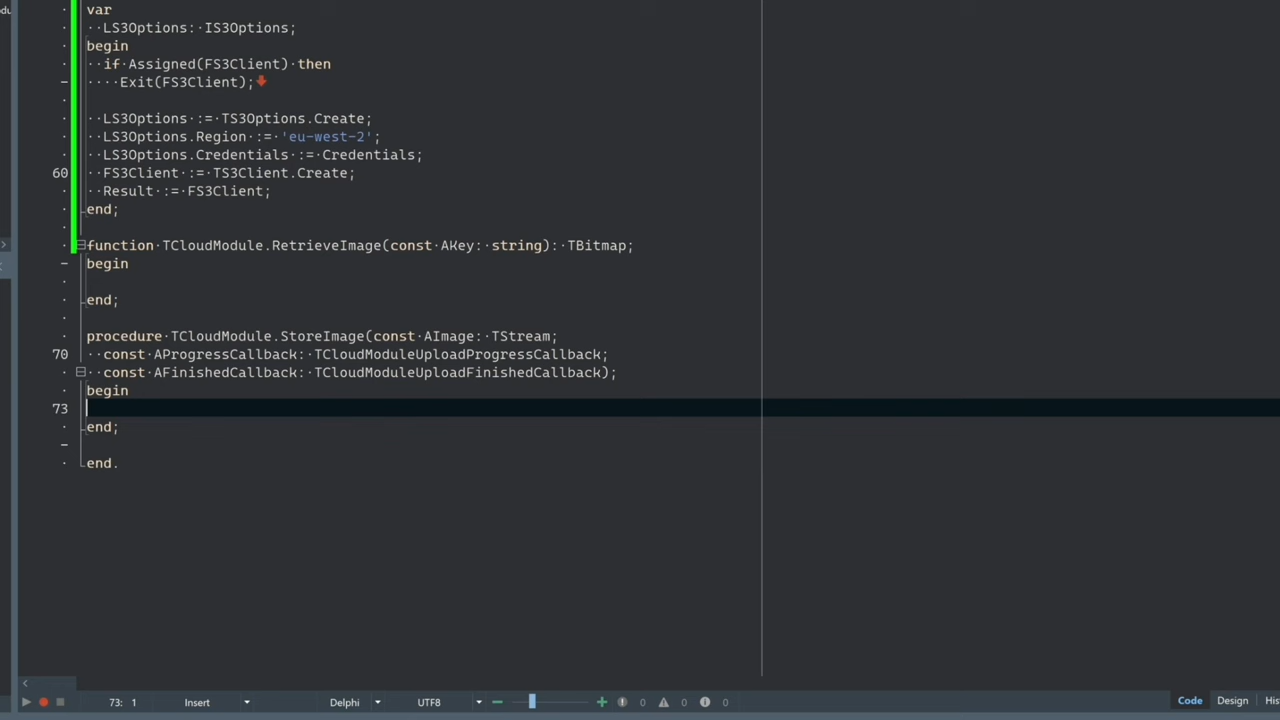 var
LS3Options: IS3Options;
begin
if Assigned(FS3Client) then
Exit(FS3Client);
LS3Options := TS3Options.Create;
LS3Options.Region := 'eu-west-2';
LS3Options.Credentials := Credentials;
60 FS3Client := TS3Client.Create;
Result := FS3Client;
end;
function TCloudModule.RetrieveImage(const AKey: string): TBitmap;
begin
end;
procedure TCloudModule.StoreImage(const AImage: TStream;
70 const AProgressCallback: TCloudModuleUploadProgressCallback;
const AFinishedCallback: TCloudModuleUploadFinishedCallback);
begin
73
end;
end.
73: 1 Insert Delphi UTF8 0 0 0 Code Design